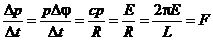 Δp/Δt = pΔφ/Δt = cp/R = E/R = 2πE/L = F